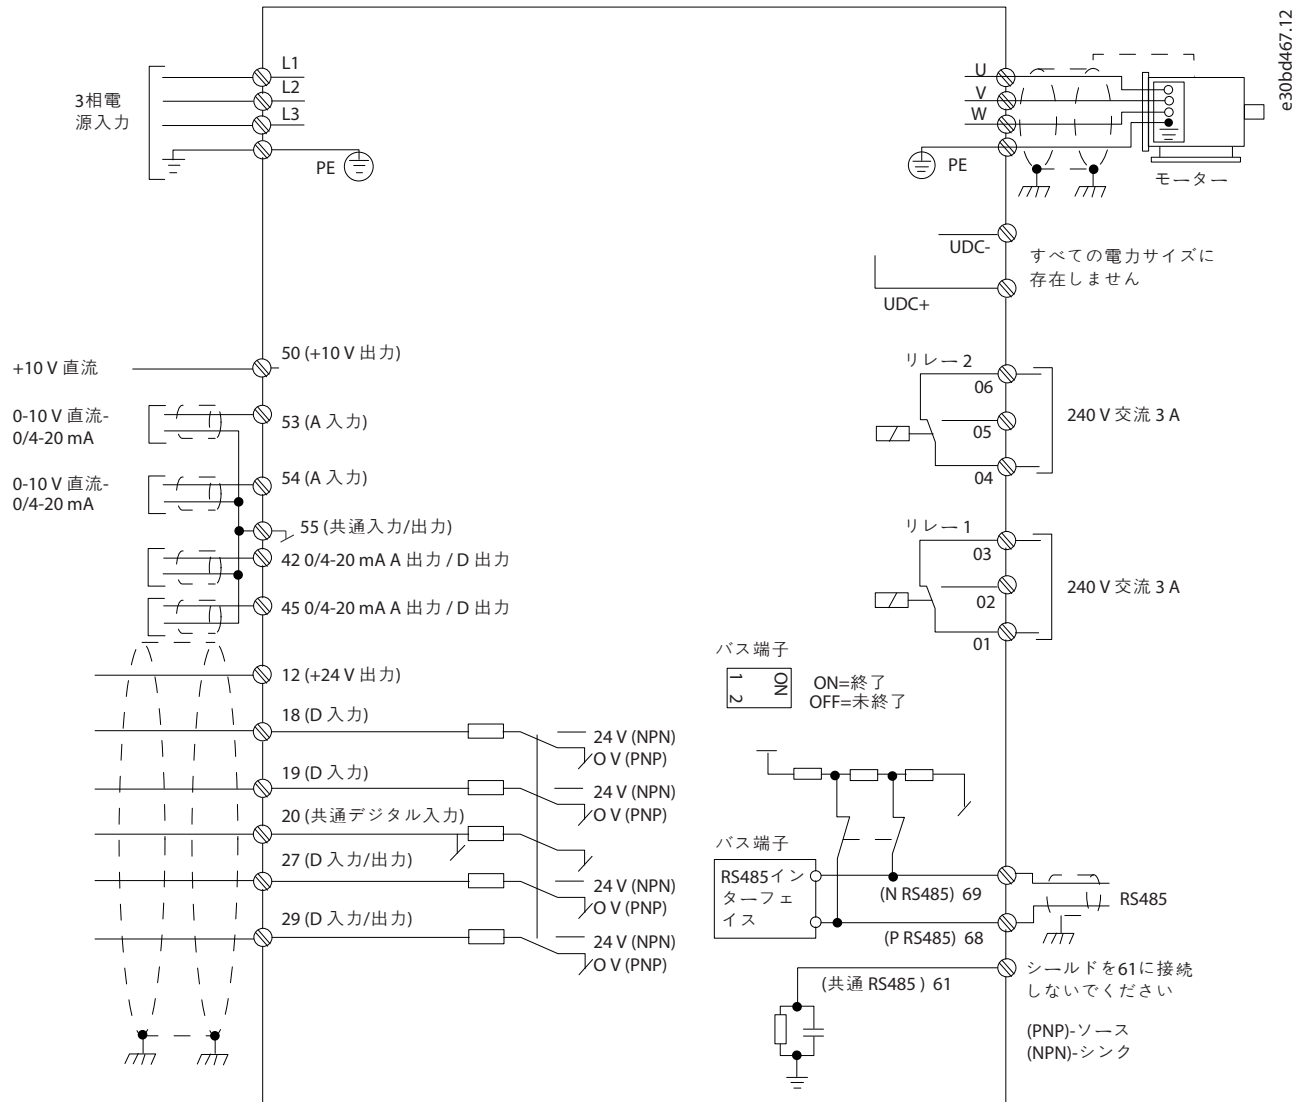 e30bd467.12
3相電
源入力
L1
L2
L3
PE
U
V
W
PE
モーター
UDC-
UDC+
すべての電力サイズに
存在しません
+10 V 直流
50 (+10 V 出力)
0-10 V 直流-
0/4-20 mA
53 (A 入力)
0-10 V 直流-
0/4-20 mA
54 (A 入力)
55 (共通入力/出力)
42 0/4-20 mA A 出力 / D 出力
45 0/4-20 mA A 出力 / D 出力
12 (+24 V 出力)
18 (D 入力)
24 V (NPN)
O V (PNP)
19 (D 入力)
24 V (NPN)
O V (PNP)
20 (共通デジタル入力)
27 (D 入力/出力)
24 V (NPN)
O V (PNP)
29 (D 入力/出力)
24 V (NPN)
O V (PNP)
リレー 2
06
05
04
240 V 交流 3 A
リレー 1
03
02
01
240 V 交流 3 A
バス端子
1
2
ON
ON=終了
OFF=未終了
バス端子
RS485イン
ターフェ
イス
(N RS485) 69
(P RS485) 68
RS485
(共通 RS485 ) 61
シールドを61に接続
しないでください
(PNP)-ソース
(NPN)-シンク